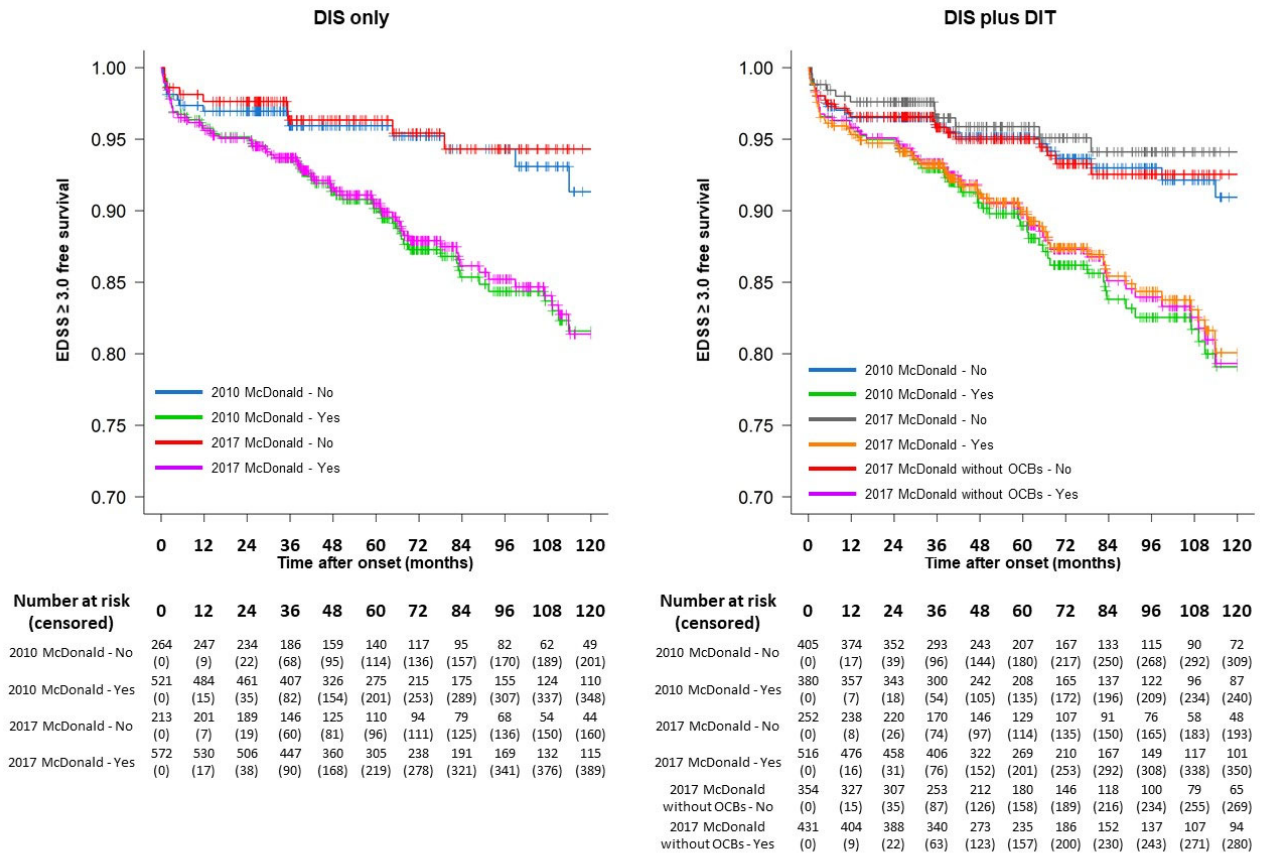 DIS only
1.00
0.95
0.90
0.85
0.80
0.75
0.70
EDSS ≥ 3.0 free survival
2010 McDonald - No
2010 McDonald - Yes
2017 McDonald - No
2017 McDonald - Yes
0 12 24 36 48 60 72 84 96 108 120
Time after onset (months)
Number at risk
(censored)
0 12 24 36 48 60 72 84 96 108 120
2010 McDonald - No 264 247 234 186 159 140 117 95 82 62 49
(0) (9) (22) (68) (95) (114) (136) (157) (170) (189) (201)
2010 McDonald - Yes 521 484 461 407 326 275 215 175 155 124 110
(0) (15) (35) (82) (154) (201) (253) (289) (307) (337) (348)
2017 McDonald - No 213 201 189 146 125 110 94 79 68 54 44
(0) (7) (19) (60) (81) (96) (111) (125) (136) (150) (160)
2017 McDonald - Yes 572 530 506 447 360 305 238 191 169 132 115
(0) (17) (38) (90) (168) (219) (278) (321) (341) (376) (389)
DIS plus DIT
1.00
0.95
0.90
0.85
0.80
0.75
0.70
EDSS ≥ 3.0 free survival
2010 McDonald - No
2010 McDonald - Yes
2017 McDonald - No
2017 McDonald - Yes
2017 McDonald without OCBs - No
2017 McDonald without OCBs - Yes
0 12 24 36 48 60 72 84 96 108 120
Time after onset (months)
Number at risk
(censored)
0 12 24 36 48 60 72 84 96 108 120
2010 McDonald - No 405 374 352 293 243 207 167 133 115 90 72
(0) (17) (39) (96) (144) (180) (217) (250) (268) (292) (309)
2010 McDonald - Yes 380 357 343 300 242 208 165 137 122 96 87
(0) (7) (18) (54) (105) (135) (172) (196) (209) (234) (240)
2017 McDonald - No 252 238 220 170 146 129 107 91 76 58 48
(0) (8) (26) (74) (97) (114) (135) (150) (165) (183) (193)
2017 McDonald - Yes 516 476 458 406 322 269 210 167 149 117 101
(0) (16) (31) (76) (152) (201) (253) (292) (308) (338) (350)
2017 McDonald 354 327 307 253 212 180 146 118 100 79 65
without OCBs - No (0) (15) (35) (87) (126) (158) (189) (216) (234) (255) (269)
2017 McDonald 431 404 388 340 273 235 186 152 137 107 94
without OCBs - Yes (0) (9) (22) (63) (123) (157) (200) (230) (243) (271) (280)